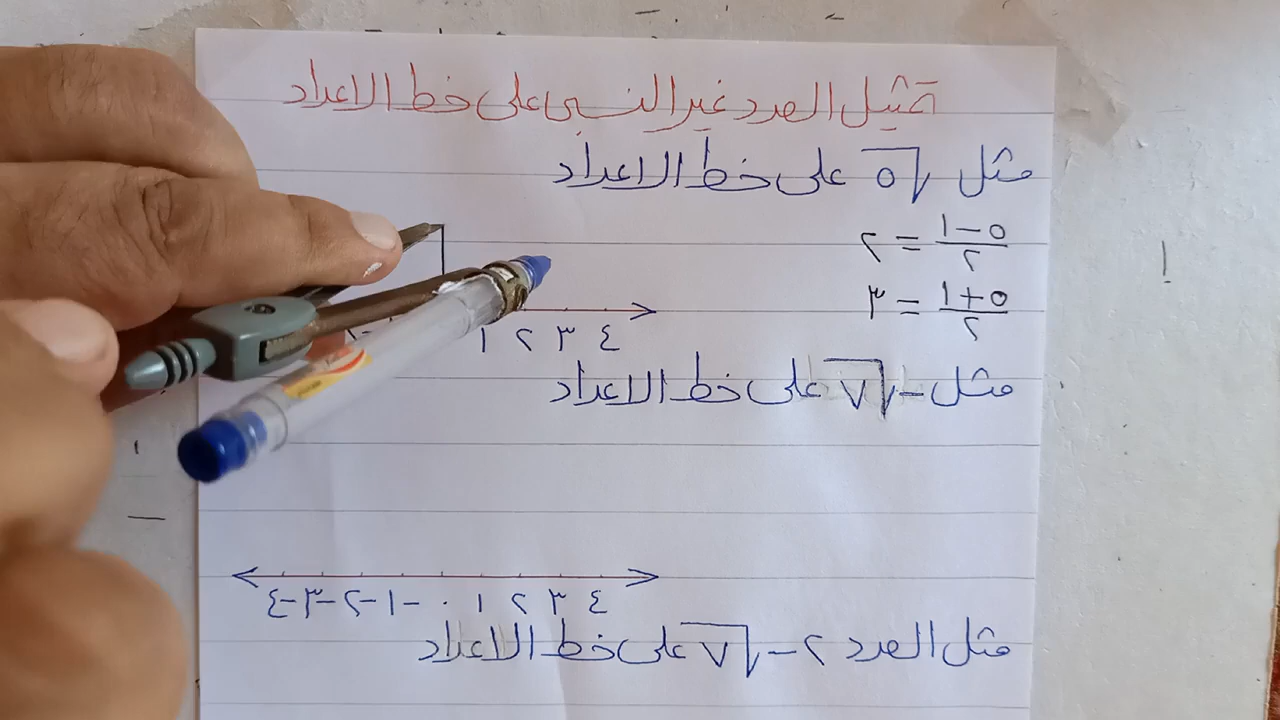 تمثيل العدد غير النسبى على خط الاعداد
مثل √٥ على خط الاعداد
٥-١/٢ = ٢
٥+١/٢ = ٣
١ ٢ ٣ ٤
مثل -√٧ على خط الاعداد
-٤ -٣ -٢ -١ ٠ ١ ٢ ٣ ٤
مثل العدد ٢-√٧ على خط الاعداد